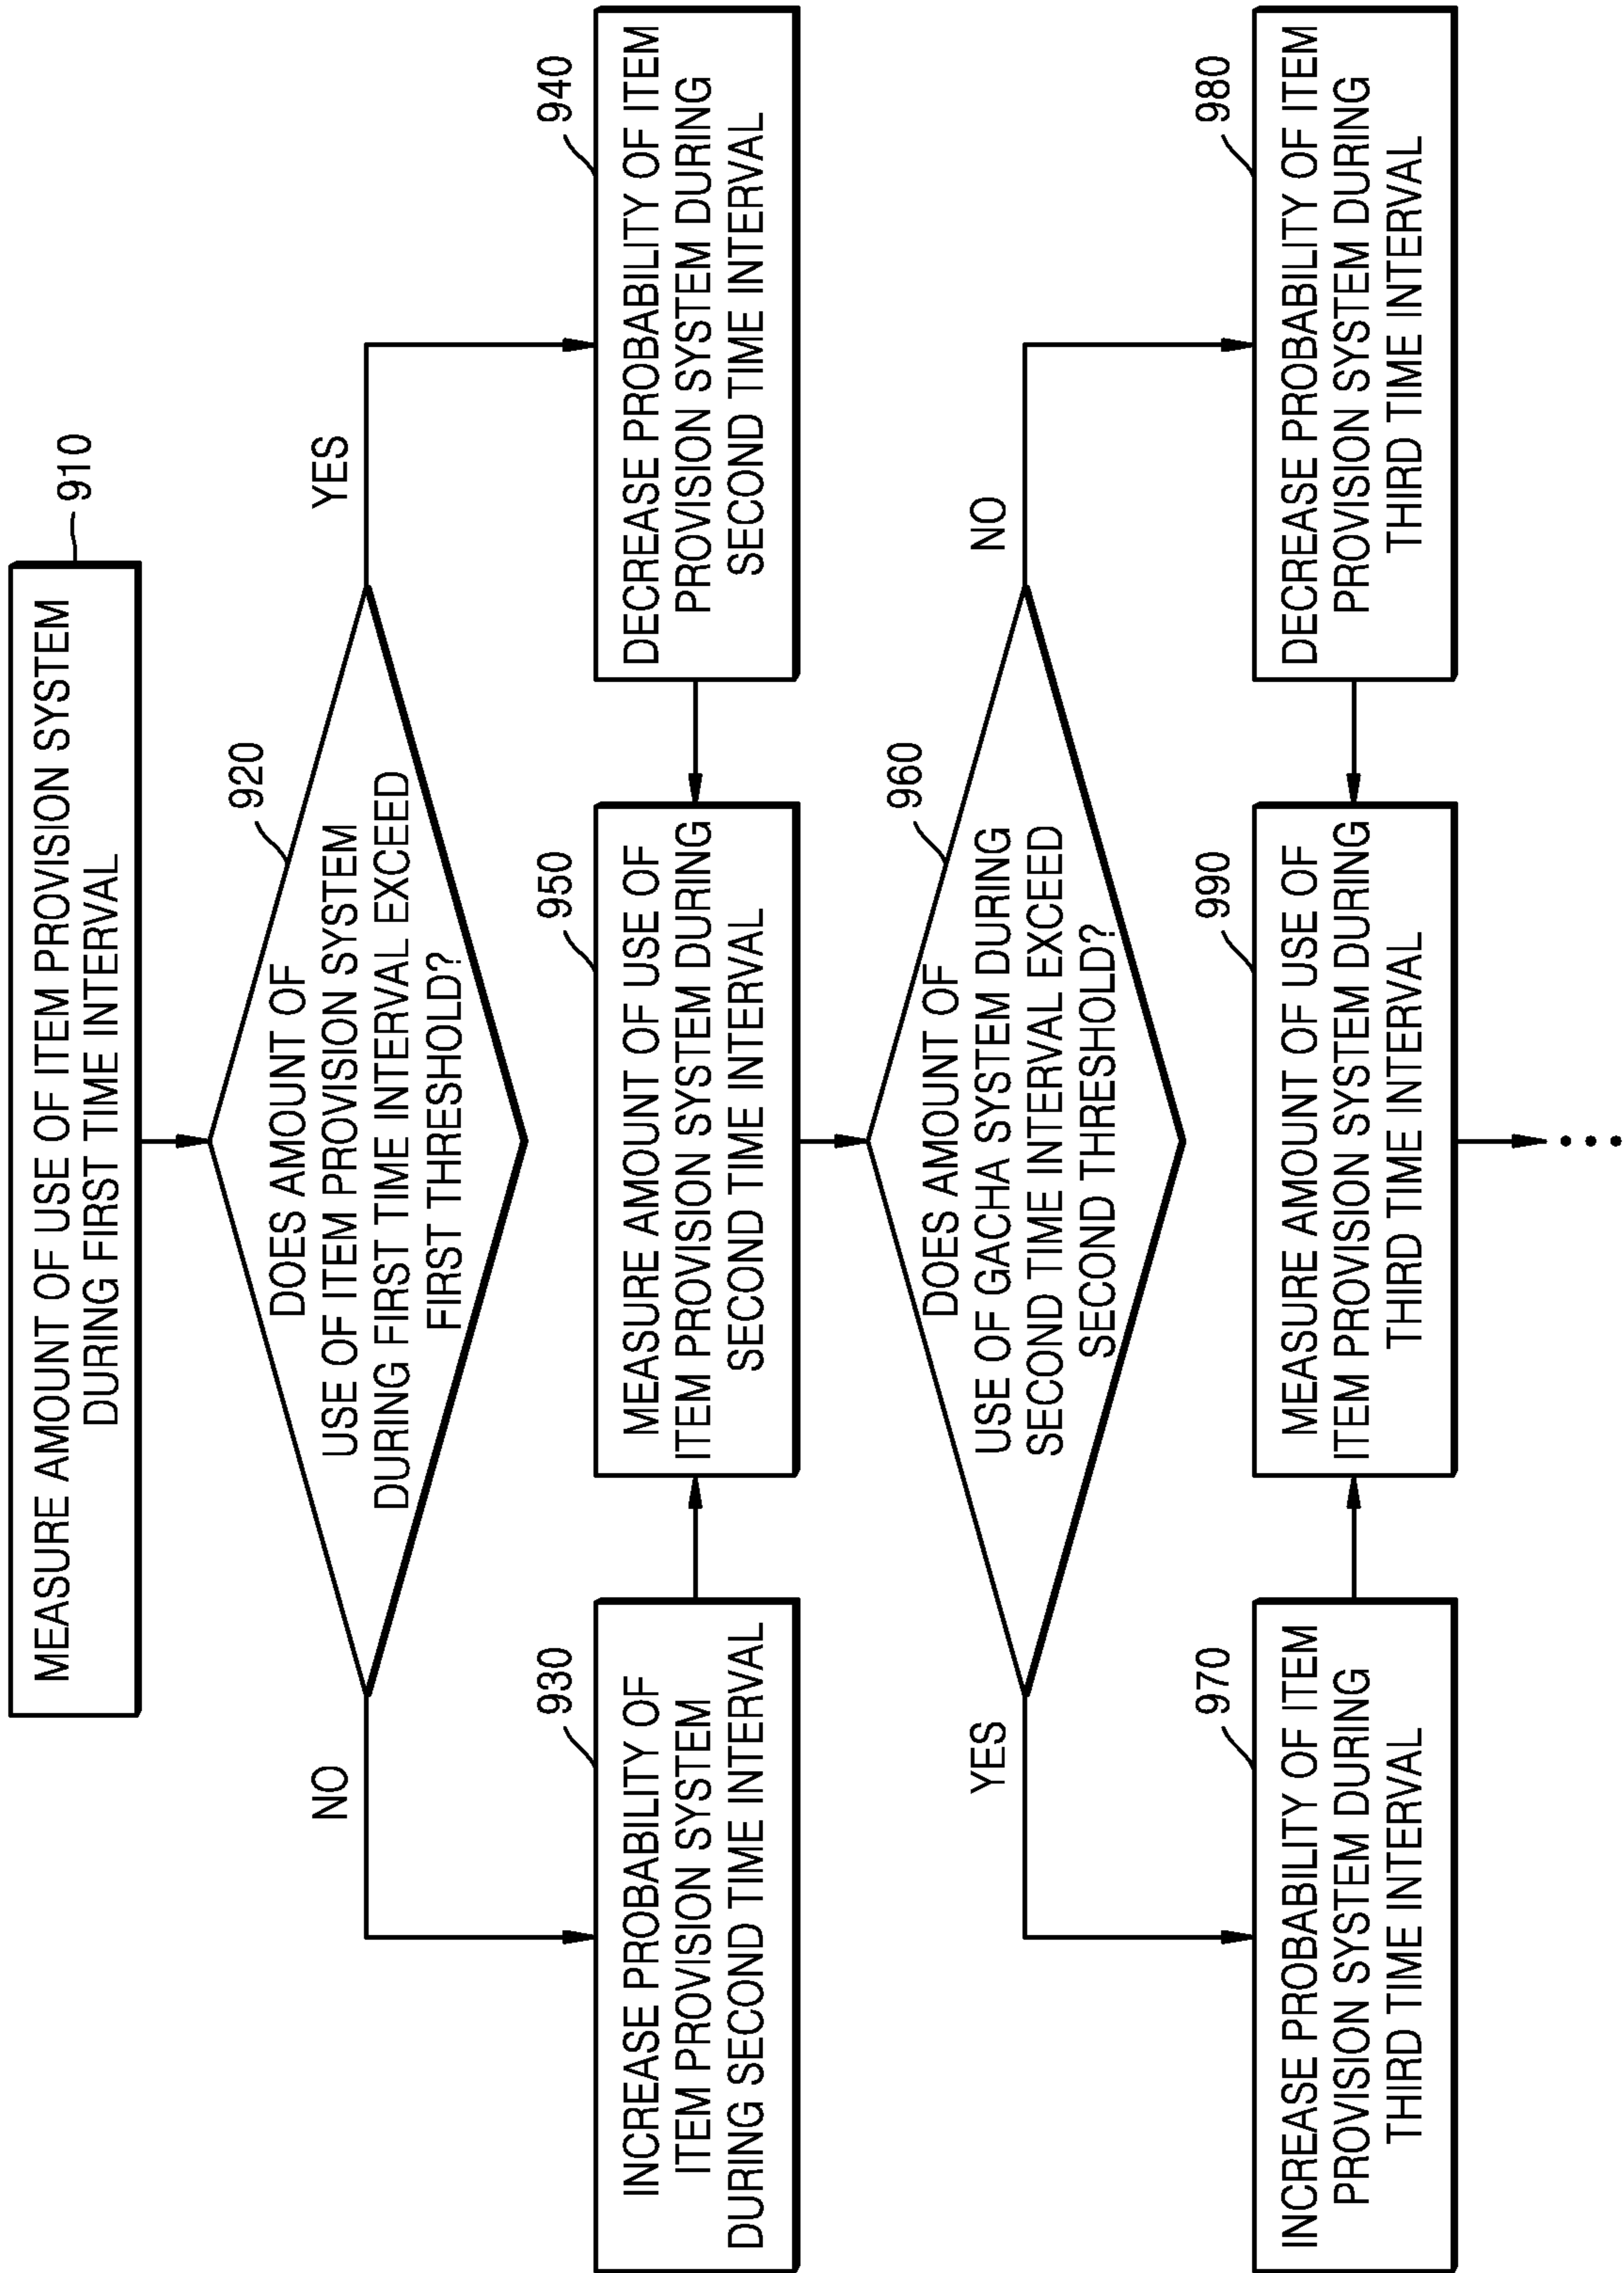 MEASURE AMOUNT OF USE OF ITEM PROVISION SYSTEM
DURING FIRST TIME INTERVAL
910
920
DOES AMOUNT OF
USE OF ITEM PROVISION SYSTEM
DURING FIRST TIME INTERVAL EXCEED
FIRST THRESHOLD?
NO
YES
930
INCREASE PROBABILITY OF
ITEM PROVISION SYSTEM
DURING SECOND TIME INTERVAL
950
MEASURE AMOUNT OF USE OF
ITEM PROVISION SYSTEM DURING
SECOND TIME INTERVAL
940
DECREASE PROBABILITY OF ITEM
PROVISION SYSTEM DURING
SECOND TIME INTERVAL
960
DOES AMOUNT OF
USE OF GACHA SYSTEM DURING
SECOND TIME INTERVAL EXCEED
SECOND THRESHOLD?
YES
NO
970
INCREASE PROBABILITY OF ITEM
PROVISION SYSTEM DURING
THIRD TIME INTERVAL
990
MEASURE AMOUNT OF USE OF
ITEM PROVISION SYSTEM DURING
THIRD TIME INTERVAL
980
DECREASE PROBABILITY OF ITEM
PROVISION SYSTEM DURING
THIRD TIME INTERVAL